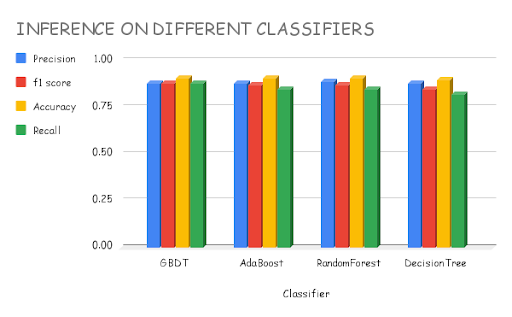 INFERENCE ON DIFFERENT CLASSIFIERS
Precision
f1 score
Accuracy
Recall
1.00
0.75
0.50
0.25
0.00
GBDT
AdaBoost
RandomForest
DecisionTree
Classifier